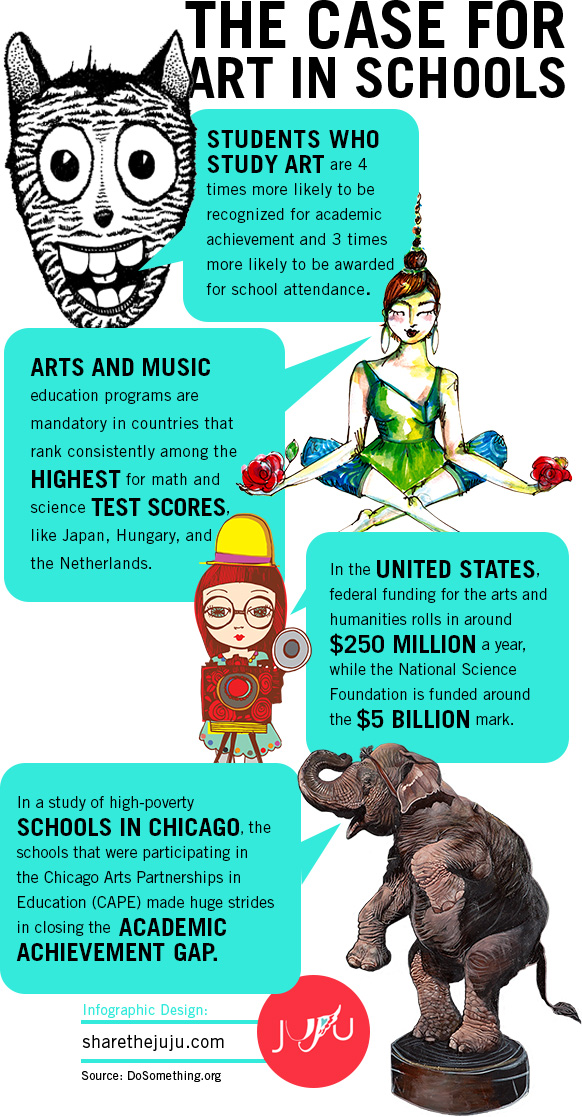 THE CASE FOR
ART IN SCHOOLS
STUDENTS WHO
STUDY ART are 4
times more likely to be
recognized for academic
achievement and 3 times
more likely to be awarded
for school attendance.
ARTS AND MUSIC
education programs are
mandatory in countries that
rank consistently among the
HIGHEST for math and
science TEST SCORES,
like Japan, Hungary, and
the Netherlands.
In the UNITED STATES,
federal funding for the arts and
humanities rolls in around
$250 MILLION a year,
while the National Science
Foundation is funded around
the $5 BILLION mark.
In a study of high-poverty
SCHOOLS IN CHICAGO, the
schools that were participating in
the Chicago Arts Partnerships in
Education (CAPE) made huge strides
in closing the ACADEMIC
ACHIEVEMENT GAP.
Infographic Design:
sharethejuju.com
Source: DoSomething.org
JUJU